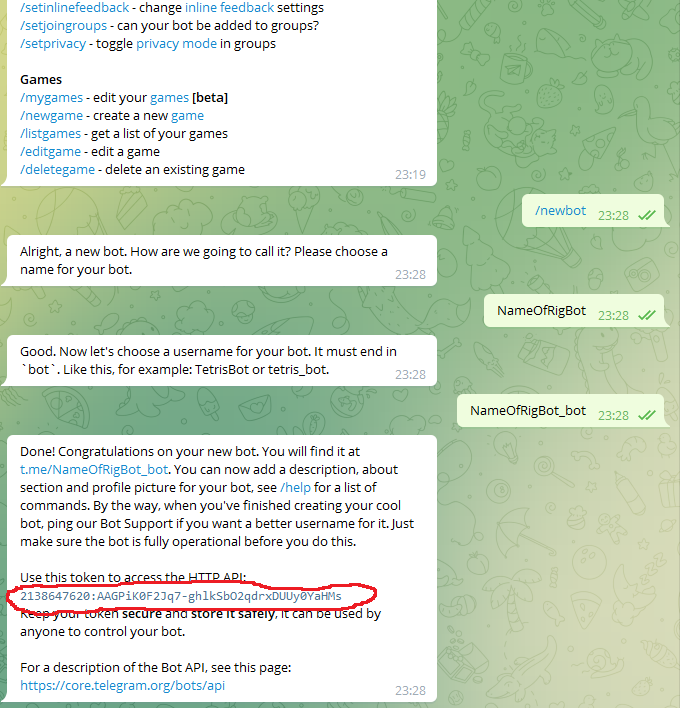 /setinlinefeedback - change inline feedback settings
/setjoingroups - can your bot be added to groups?
/setprivacy - toggle privacy mode in groups
Games
/mygames - edit your games [beta]
/newgame - create a new game
/listgames - get a list of your games
/editgame - edit a game
/deletegame - delete an existing game
23:19
/newbot 23:28
Alright, a new bot. How are we going to call it? Please choose a
name for your bot.
23:28
NameOfRigBot 23:28
Good. Now let's choose a username for your bot. It must end in
`bot`. Like this, for example: TetrisBot or tetris_bot.
23:28
NameOfRigBot_bot 23:28
Done! Congratulations on your new bot. You will find it at
t.me/NameOfRigBot_bot. You can now add a description, about
section and profile picture for your bot, see /help for a list of
commands. By the way, when you've finished creating your cool
bot, ping our Bot Support if you want a better username for it. Just
make sure the bot is fully operational before you do this.
Use this token to access the HTTP API:
2138647620:AAGPiK0F2Jq7-ghlkSbO2qdrxDUUy0YaHMs
Keep your token secure and store it safely, it can be used by
anyone to control your bot.
For a description of the Bot API, see this page:
https://core.telegram.org/bots/api
23:28